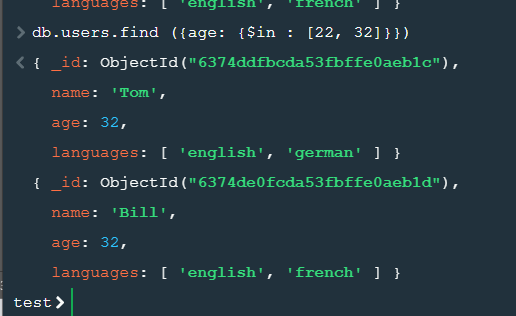 languages: [ 'english', 'french' ] }
> db.users.find ({age: {$in : [22, 32]}})
< { _id: ObjectId("6374ddfbcda53fbffe0aeb1c"),
name: 'Tom',
age: 32,
languages: [ 'english', 'german' ] }
{ _id: ObjectId("6374de0fcda53fbffe0aeb1d"),
name: 'Bill',
age: 32,
languages: [ 'english', 'french' ] }
test>